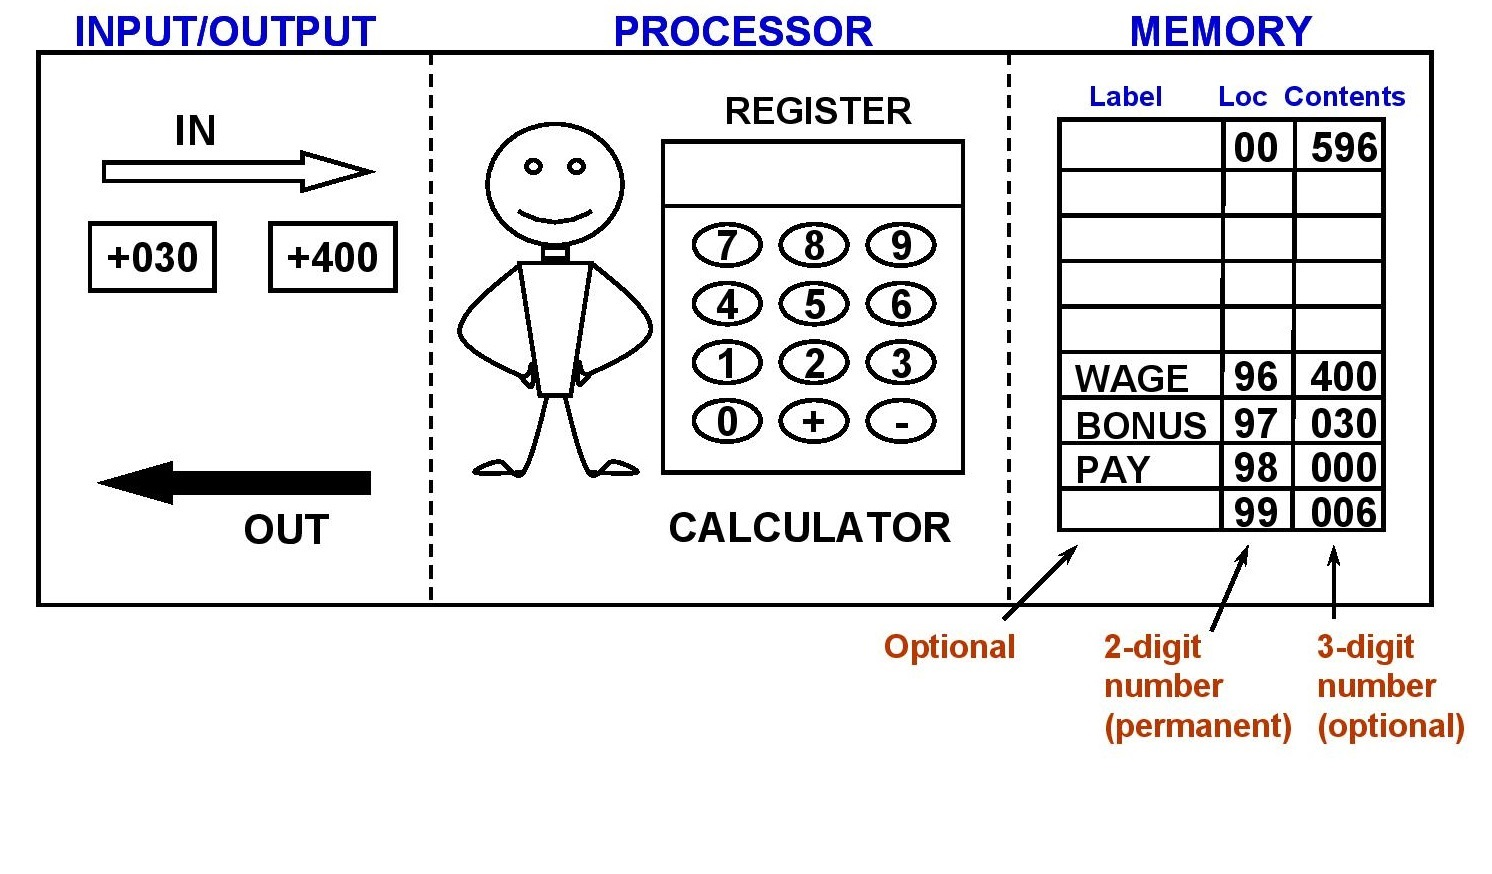 INPUT/OUTPUT PROCESSOR MEMORY
IN
+030 +400
OUT
REGISTER
7 8 9
4 5 6
1 2 3
0 + -
CALCULATOR
Label Loc Contents
00 596
WAGE 96 400
BONUS 97 030
PAY 98 000
99 006
Optional
2-digit
number
(permanent)
3-digit
number
(optional)